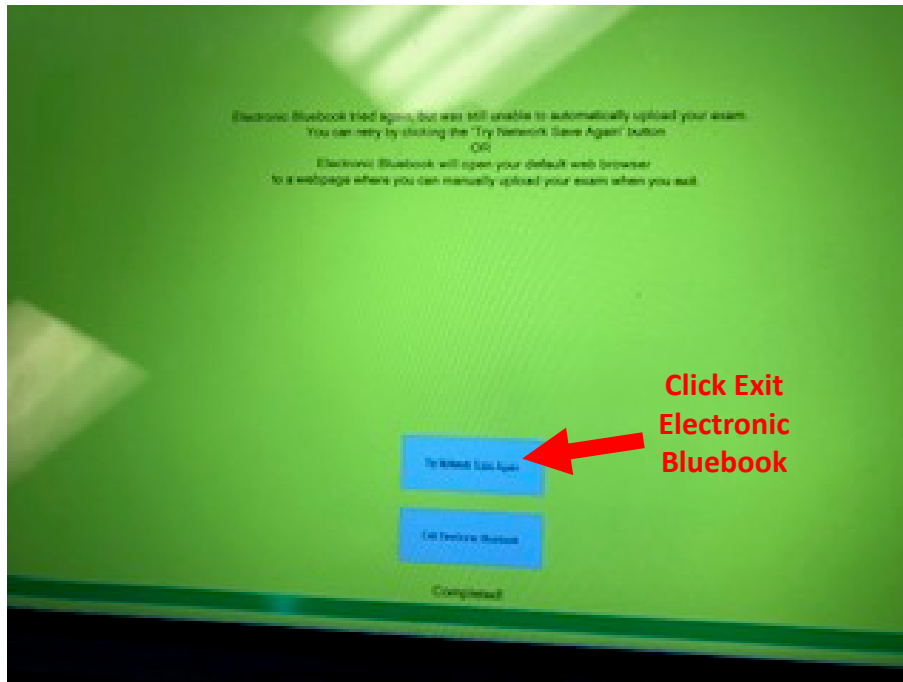 Electronic Bluebook tried again, but was still unable to automatically upload your exam.
You can retry by clicking the "Try Network Save Again" button
OR
Electronic Bluebook will open your default web browser
to a webpage where you can manually upload your exam when you exit.
Click Exit
Electronic
Bluebook
Try Network Save Again
Exit Electronic Bluebook
Completed!